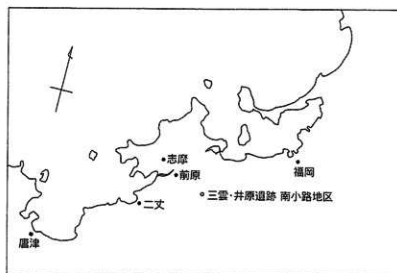 志摩
前原
福岡
三雲・井原遺跡 南小路地区
二丈
唐津